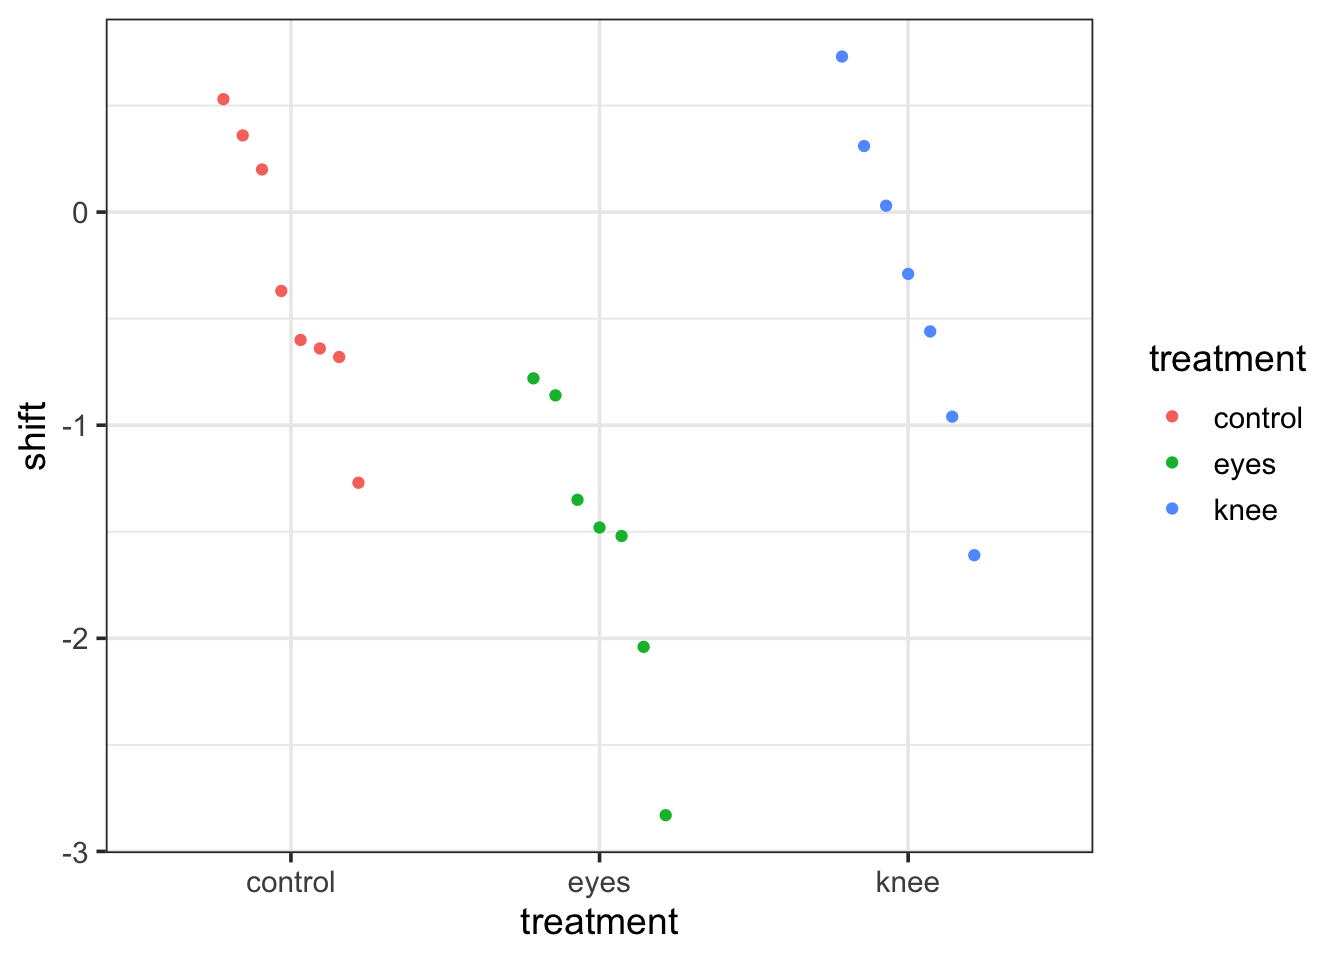 0
-1
-2
-3
shift
control
eyes
knee
treatment
treatment
control
eyes
knee